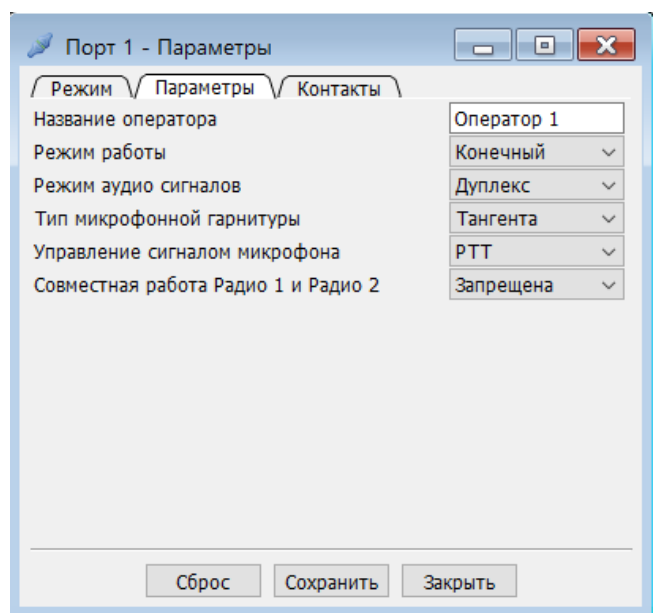 Порт 1 - Параметры
Режим Параметры Контакты
Название оператора Оператор 1
Режим работы Конечный
Режим аудио сигналов Дуплекс
Тип микрофонной гарнитуры Тангента
Управление сигналом микрофона РТТ
Совместная работа Радио 1 и Радио 2 Запрещена
Сброс Сохранить Закрыть